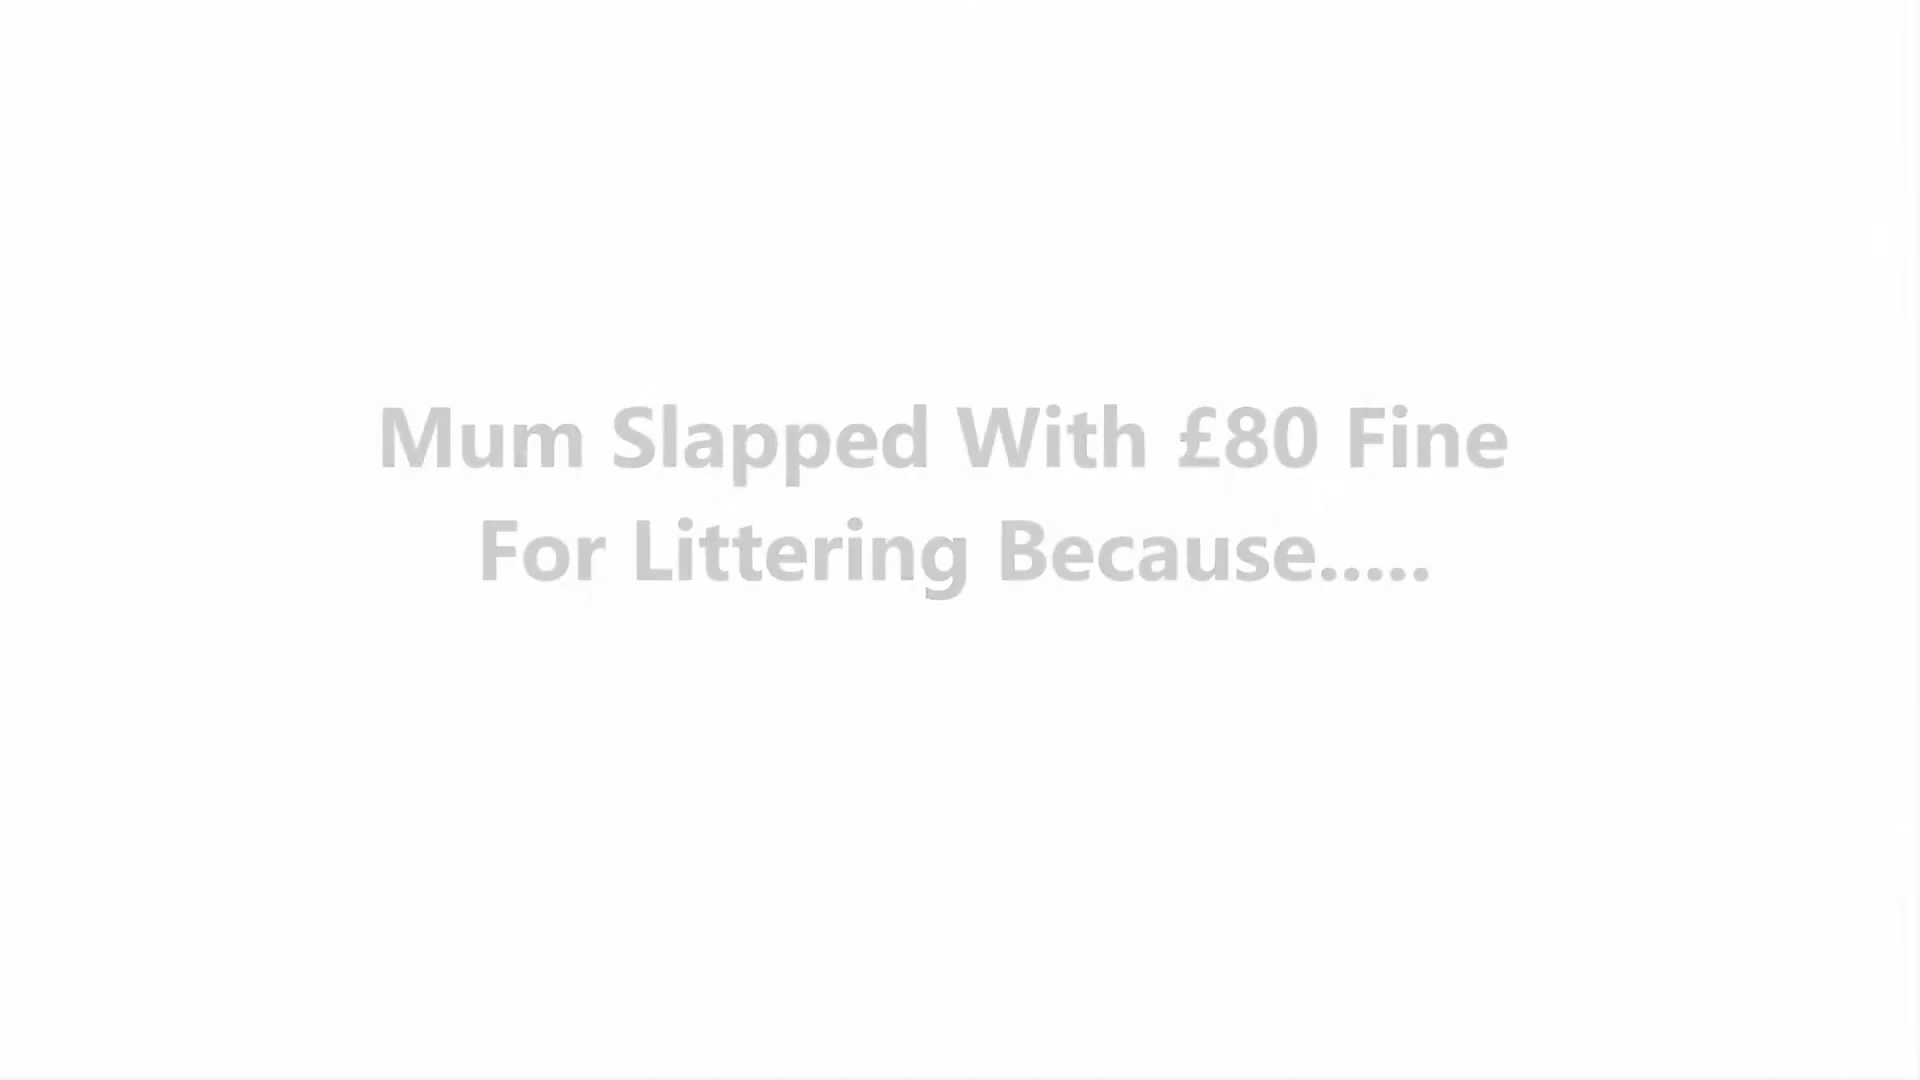 Mum Slapped With £80 Fine
For Littering Because.....